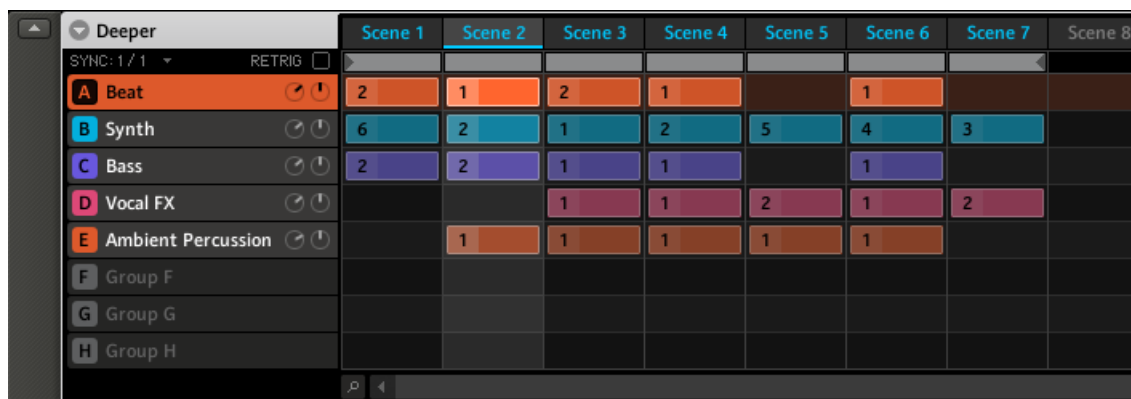 Deeper Scene 1 Scene 2 Scene 3 Scene 4 Scene 5 Scene 6 Scene 7 Scene 8
SYNC: 1 / 1 RETRIG
A Beat 2 1 2 1 1
B Synth 6 2 1 2 5 4 3
C Bass 2 2 1 1 1
D Vocal FX 1 1 2 1 2
E Ambient Percussion 1 1 1 1 1
F Group F
G Group G
H Group H